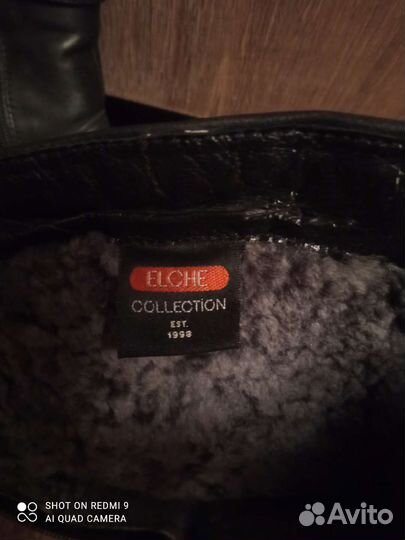 ELCHE
COLLECTION
EST.
1998
SHOT ON REDMI 9
AI QUAD CAMERA
Avito